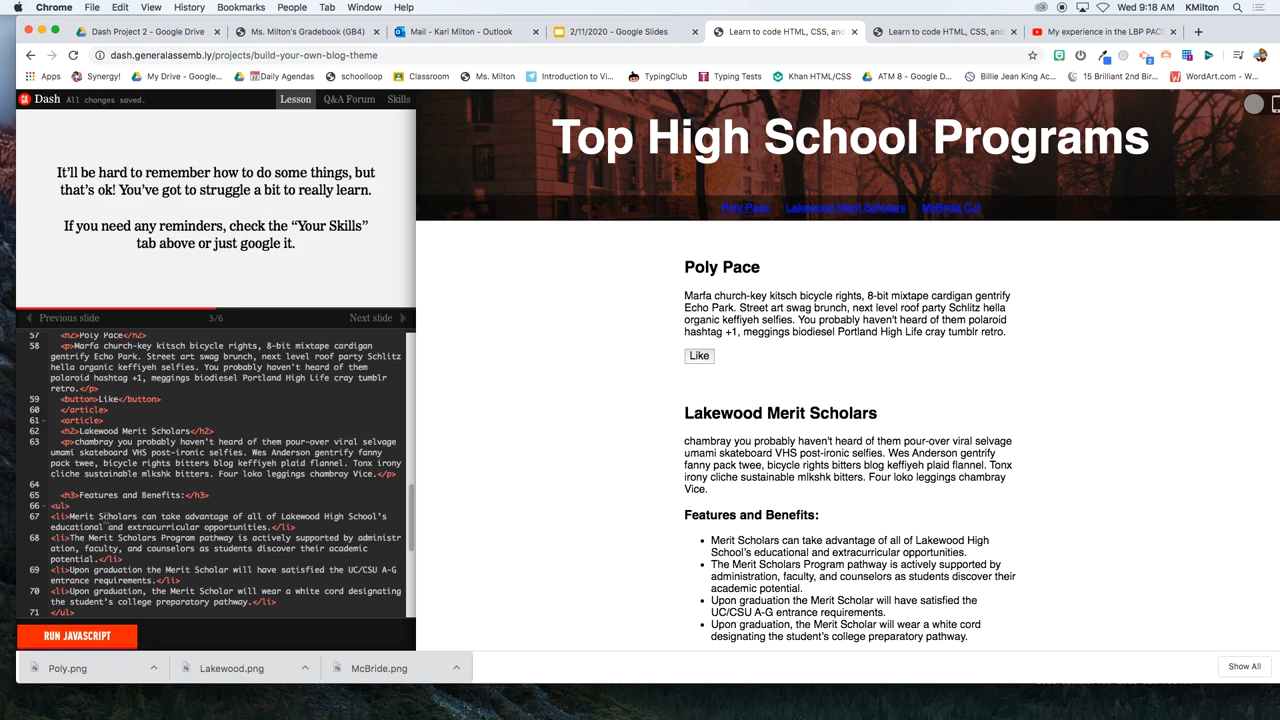 Chrome File Edit View History Bookmarks People Tab Window Help Wed 9:18 AM KMilton
Dash Project 2 - Google Drive Ms. Milton's Gradebook (GB4) Mail - Kari Milton - Outlook 2/11/2020 - Google Slides Learn to code HTML, CSS, and Learn to code HTML, CSS, and My experience in the LBP PAC
dash.generalassemb.ly/projects/build-your-own-blog-theme
Apps Synergy! My Drive - Google... Daily Agendas schoolloop Classroom Ms. Milton Introduction to Vi... TypingClub Typing Tests Khan HTML/CSS ATM 8 - Google D... Billie Jean King Ac... 15 Brilliant 2nd Bir... WordArt.com - W...
Dash All changes saved. Lesson Q&A Forum Skills
It'll be hard to remember how to do some things, but
that's ok! You've got to struggle a bit to really learn.
If you need any reminders, check the “Your Skills”
tab above or just google it.
Previous slide 3/6 Next slide
57 <h2>Poly Pace</h2>
58 <p>Marfa church-key kitsch bicycle rights, 8-bit mixtape cardigan
gentrify Echo Park. Street art swag brunch, next level roof party Schlitz
hella organic keffiyeh selfies. You probably haven't heard of them
polaroid hashtag +1, meggings biodiesel Portland High Life cray tumblr
retro.</p>
59 <button>Like</button>
60 </article>
61 <article>
62 <h2>Lakewood Merit Scholars</h2>
63 <p>chambray you probably haven't heard of them pour-over viral selvage
umami skateboard VHS post-ironic selfies. Wes Anderson gentrify fanny
pack twee, bicycle rights bitters blog keffiyeh plaid flannel. Tonx irony
cliche sustainable mlkshk bitters. Four loko leggings chambray Vice.</p>
64
65 <h3>Features and Benefits:</h3>
66 <ul>
67 <li>Merit Scholars can take advantage of all of Lakewood High School's
educational and extracurricular opportunities.</li>
68 <li>The Merit Scholars Program pathway is actively supported by administr
ation, faculty, and counselors as students discover their academic
potential.</li>
69 <li>Upon graduation the Merit Scholar will have satisfied the UC/CSU A-G
entrance requirements.</li>
70 <li>Upon graduation, the Merit Scholar will wear a white cord designating
the student's college preparatory pathway.</li>
71 </ul>
RUN JAVASCRIPT
Top High School Programs
Poly Pace Lakewood Merit Scholars McBride CJI
Poly Pace
Marfa church-key kitsch bicycle rights, 8-bit mixtape cardigan gentrify
Echo Park. Street art swag brunch, next level roof party Schlitz hella
organic keffiyeh selfies. You probably haven't heard of them polaroid
hashtag +1, meggings biodiesel Portland High Life cray tumblr retro.
Like
Lakewood Merit Scholars
chambray you probably haven't heard of them pour-over viral selvage
umami skateboard VHS post-ironic selfies. Wes Anderson gentrify
fanny pack twee, bicycle rights bitters blog keffiyeh plaid flannel. Tonx
irony cliche sustainable mlkshk bitters. Four loko leggings chambray
Vice.
Features and Benefits:
• Merit Scholars can take advantage of all of Lakewood High
School's educational and extracurricular opportunities.
• The Merit Scholars Program pathway is actively supported by
administration, faculty, and counselors as students discover their
academic potential.
• Upon graduation the Merit Scholar will have satisfied the
UC/CSU A-G entrance requirements.
• Upon graduation, the Merit Scholar will wear a white cord
designating the student's college preparatory pathway.
Poly.png Lakewood.png McBride.png Show All